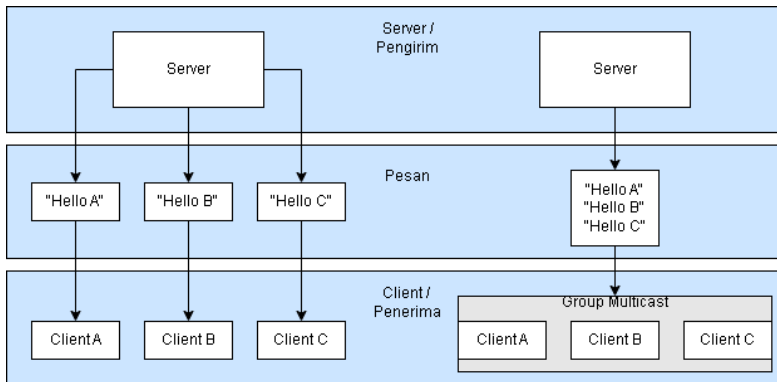 Server /
Pengirim
Server
Server
Pesan
"Hello A"
"Hello B"
"Hello C"
"Hello A"
"Hello B"
"Hello C"
Client /
Penerima
Group Multicast
Client A
Client B
Client C
Client A
Client B
Client C